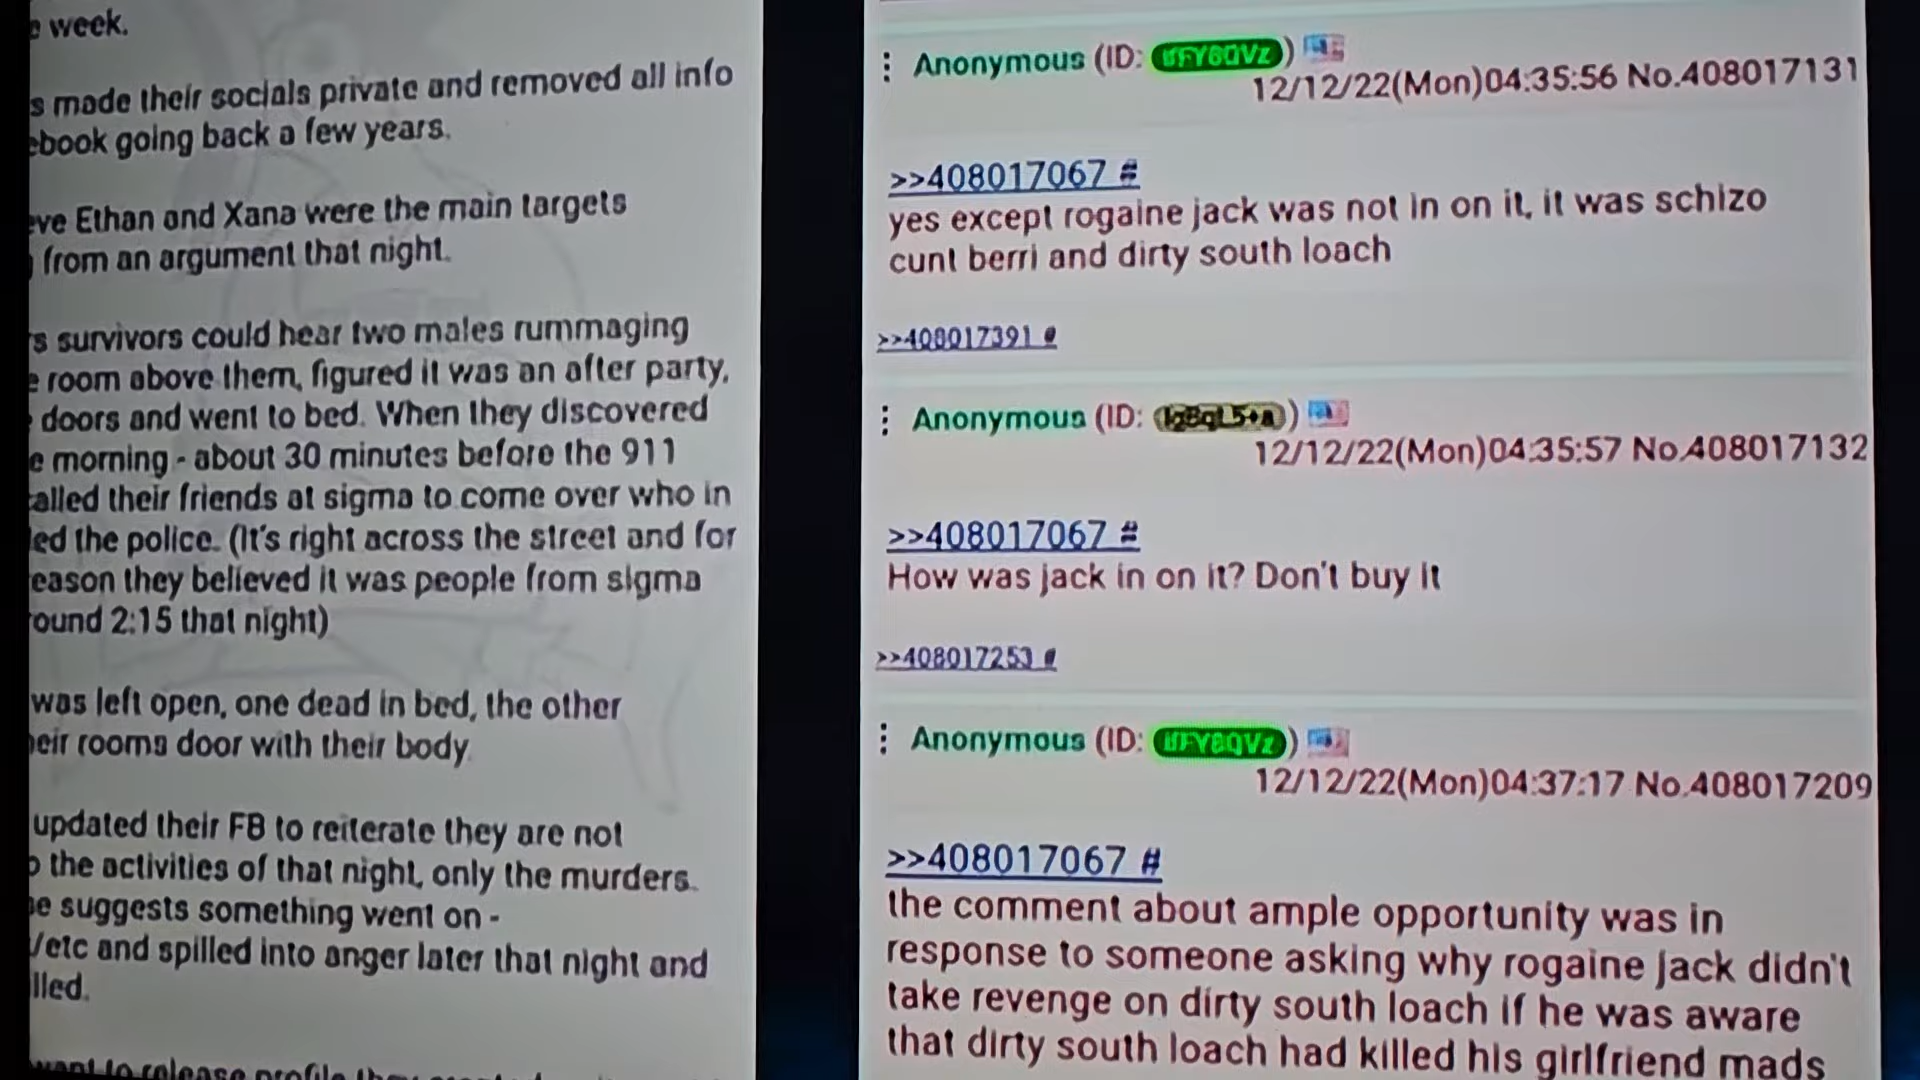 week.
s made their socials private and removed all info
ebook going back a few years.
eve Ethan and Xana were the main targets
from an argument that night.
s survivors could hear two males rummaging
e room above them, figured it was an after party,
doors and went to bed. When they discovered
e morning - about 30 minutes before the 911
alled their friends at sigma to come over who in
led the police. (It's right across the street and for
eason they believed it was people from sigma
ound 2:15 that night)
was left open, one dead in bed, the other
eir rooms door with their body.
updated their FB to reiterate they are not
o the activities of that night, only the murders.
e suggests something went on -
/etc and spilled into anger later that night and
lled.
want to release profile they
Anonymous (ID: )
12/12/22(Mon)04:35:56 No.408017131
>>408017067 #
yes except rogaine jack was not in on it, it was schizo
cunt berri and dirty south loach
>>408017391 #
Anonymous (ID: )
12/12/22(Mon)04:35:57 No.408017132
>>408017067 #
How was jack in on it? Don't buy it
>>408017253 #
Anonymous (ID: )
12/12/22(Mon)04:37:17 No.408017209
>>408017067 #
the comment about ample opportunity was in
response to someone asking why rogaine jack didn't
take revenge on dirty south loach if he was aware
that dirty south loach had killed his girlfriend mads